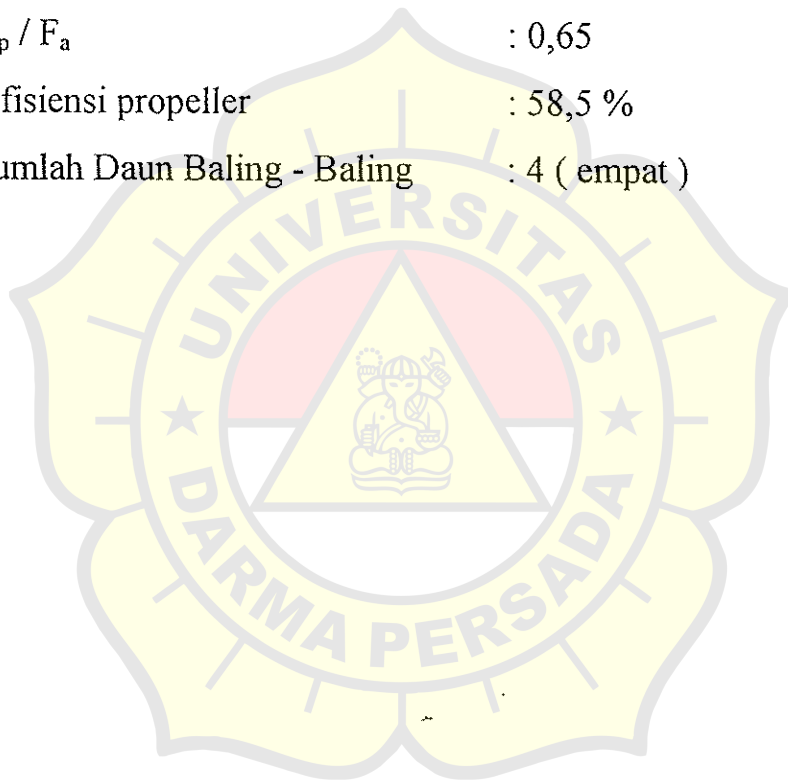 p / Fa : 0,65
fisiensi propeller : 58,5 %
umlah Daun Baling - Baling : 4 ( empat )
UNIVERSITAS
DARMA PERSADA